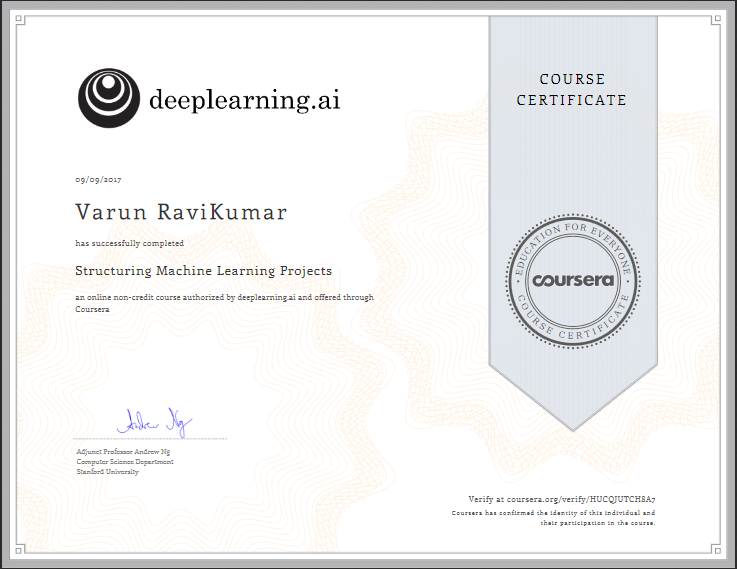 COURSE
CERTIFICATE
deeplearning.ai
09/09/2017
Varun RaviKumar
has successfully completed
Structuring Machine Learning Projects
an online non-credit course authorized by deeplearning.ai and offered through
Coursera
EDUCATION FOR EVERYONE
coursera
COURSE CERTIFICATE
Andrew Ng
Adjunct Professor Andrew Ng
Computer Science Department
Stanford University
Verify at coursera.org/verify/HUCQJUTCH8A7
Coursera has confirmed the identity of this individual and
their participation in the course.